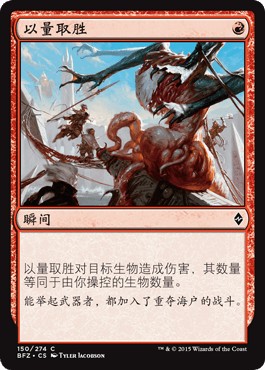 以量取胜
瞬间
以量取胜对目标生物造成伤害，其数量
等同于由你操控的生物数量。
能举起武器者，都加入了重夺海户的战斗。
150/274 C
BFZ • CS TYLER JACOBSON
™ & © 2015 Wizards of the Coast